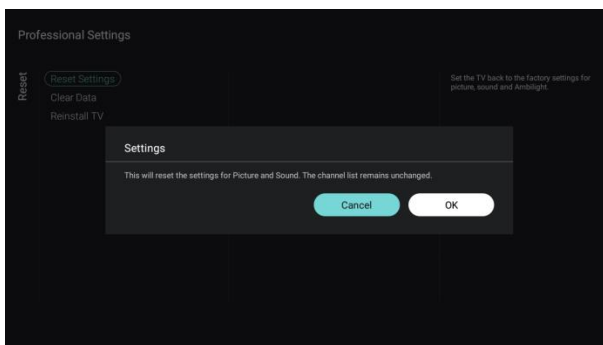 Professional Settings
Reset
Reset Settings
Clear Data
Reinstall TV
Set the TV back to the factory settings for
picture, sound and Ambilight.
Settings
This will reset the settings for Picture and Sound. The channel list remains unchanged.
Cancel
OK